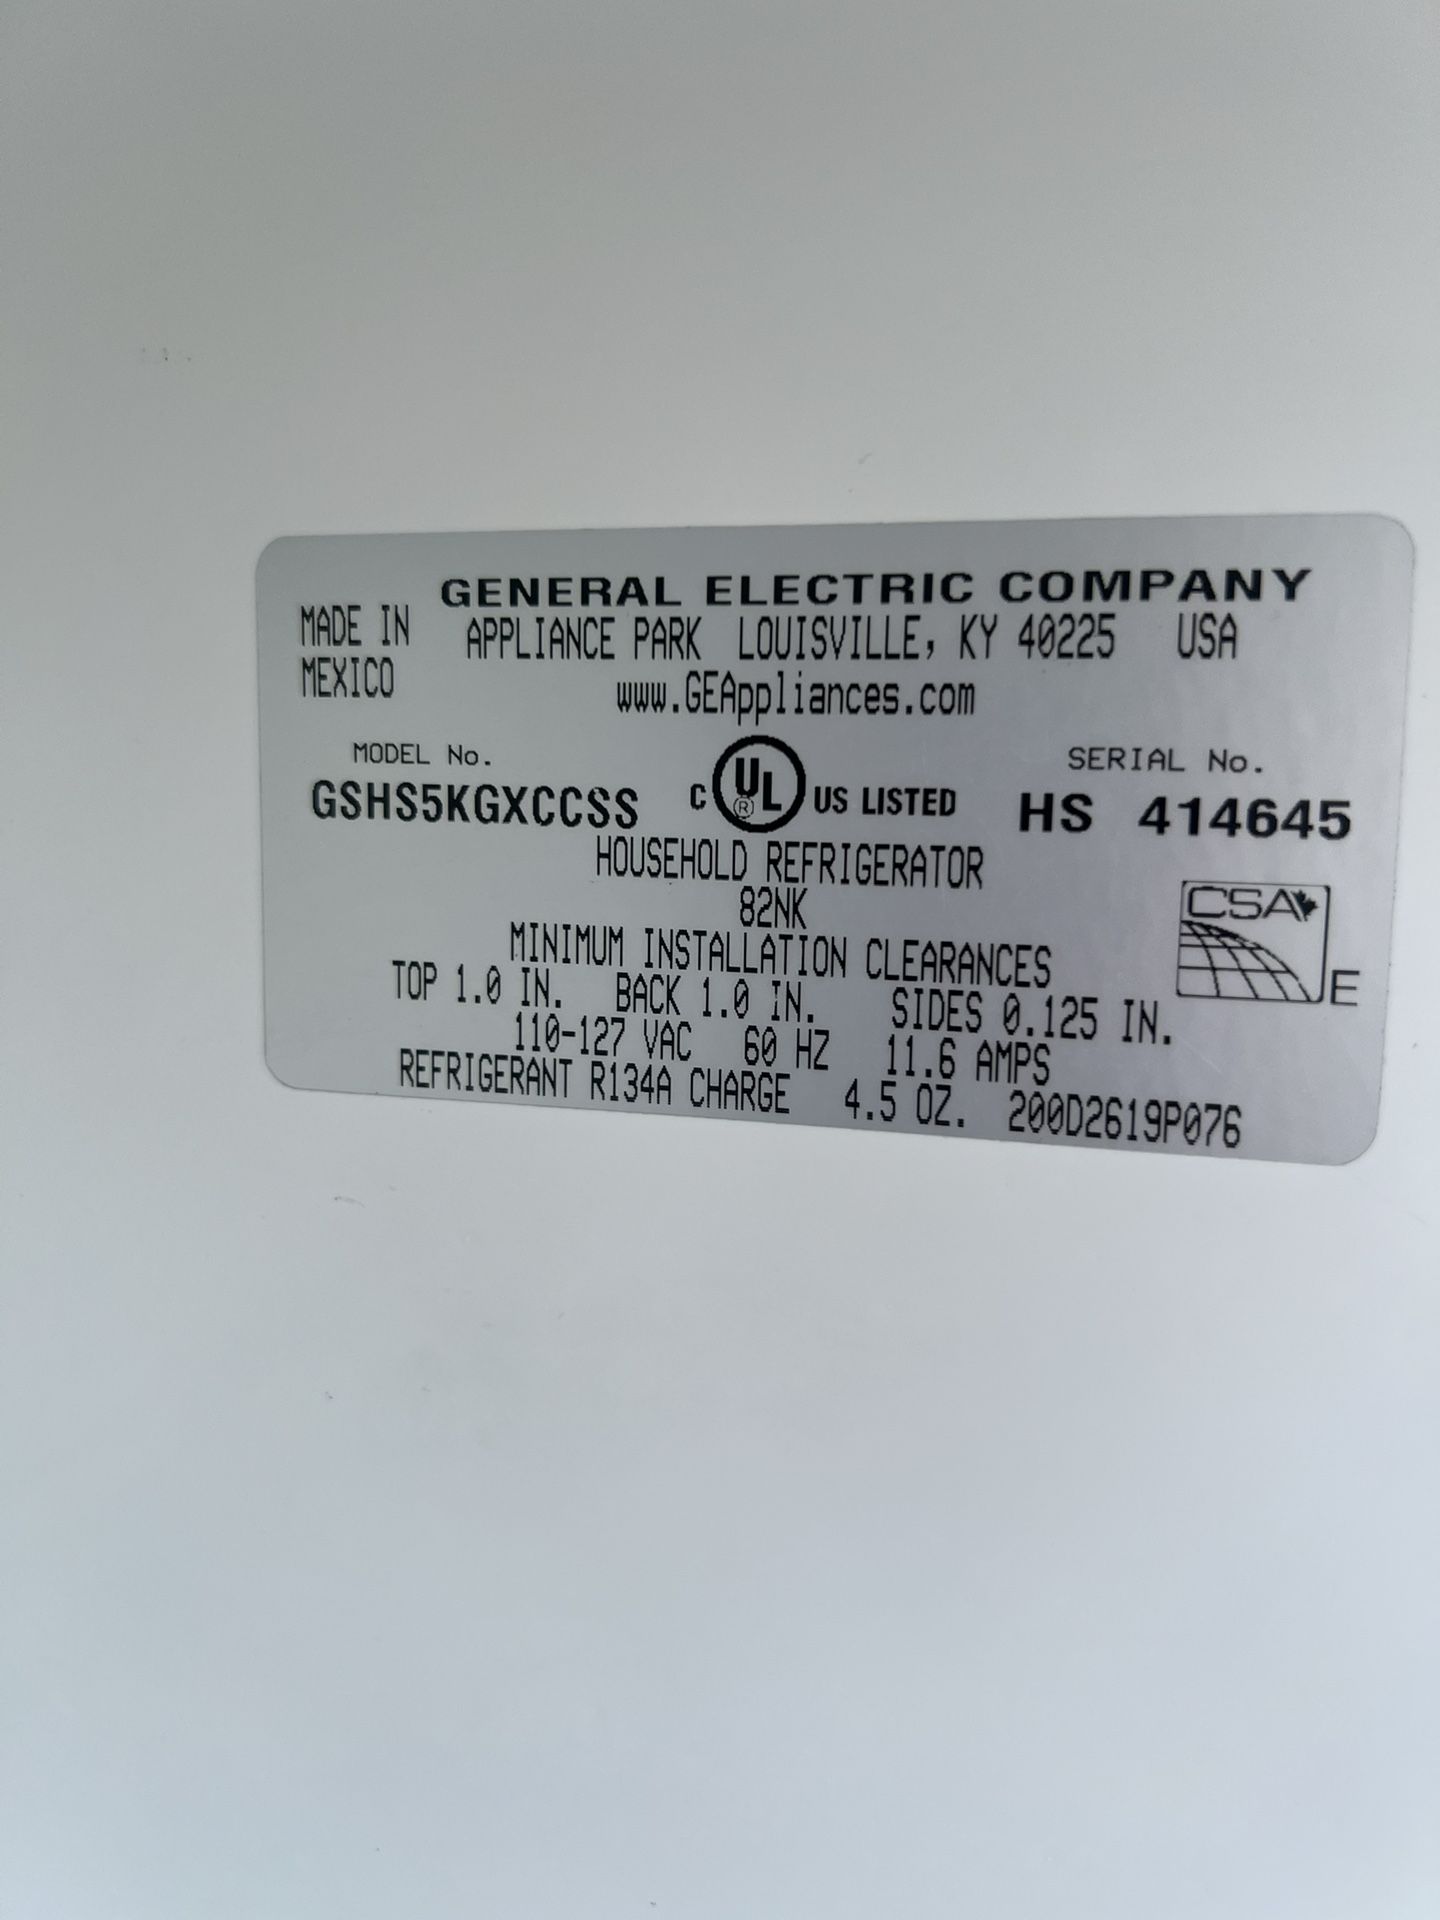 GENERAL ELECTRIC COMPANY
MADE IN MEXICO
APPLIANCE PARK LOUISVILLE, KY 40225 USA
www.GEAppliances.com
MODEL No.
GSHS5KGXCCSS
C UL ® US LISTED
SERIAL No.
HS 414645
HOUSEHOLD REFRIGERATOR
82NK
CSA E
MINIMUM INSTALLATION CLEARANCES
TOP 1.0 IN. BACK 1.0 IN. SIDES 0.125 IN.
110-127 VAC 60 HZ 11.6 AMPS
REFRIGERANT R134A CHARGE 4.5 OZ. 200D2619P076